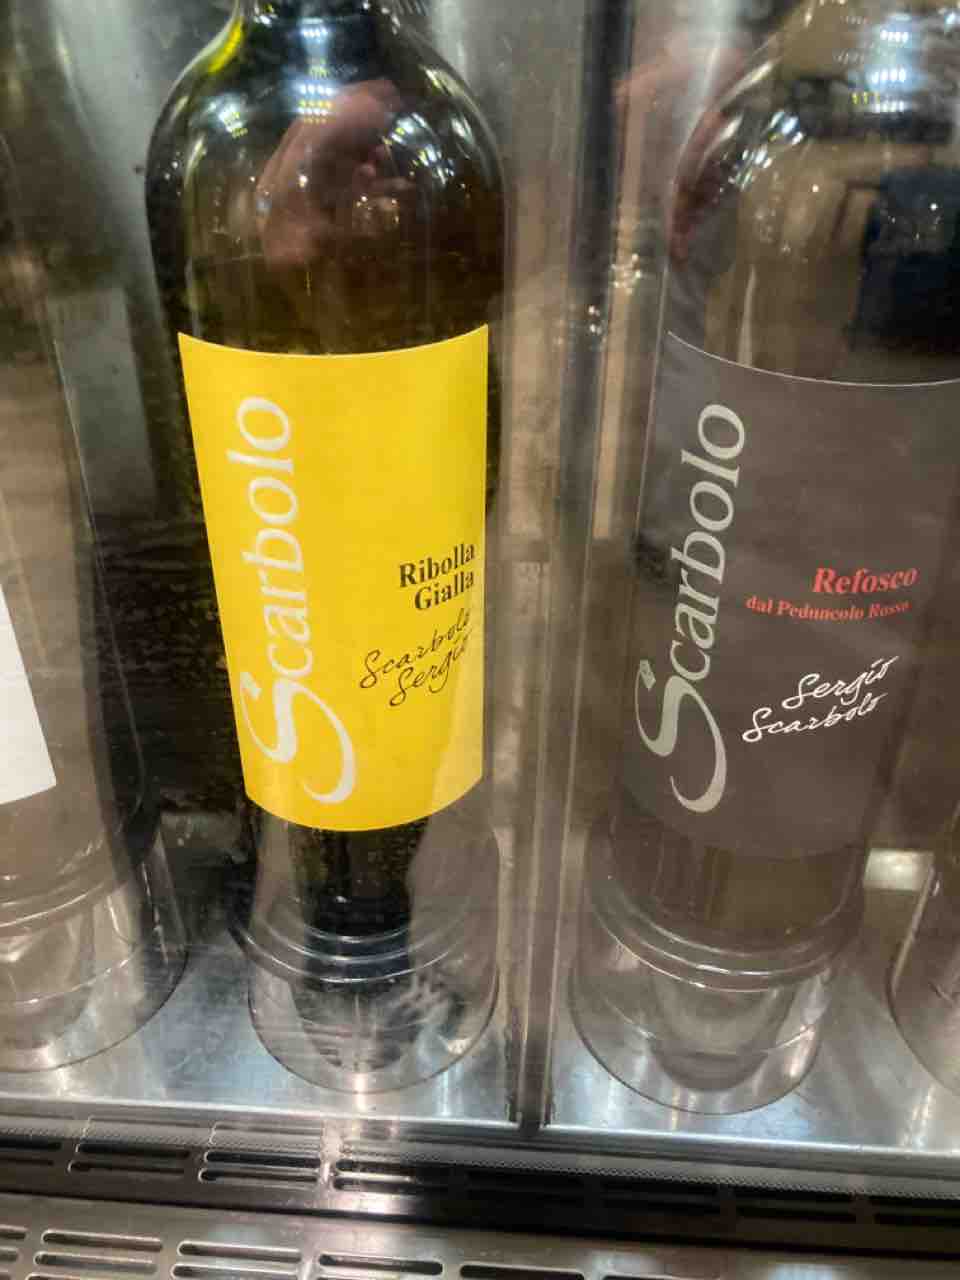 Scarbolo
Ribolla
Gialla
Scarbolo
Sergio
Scarbolo
Refosco
dal Peduncolo Rosso
Sergio
Scarbolo